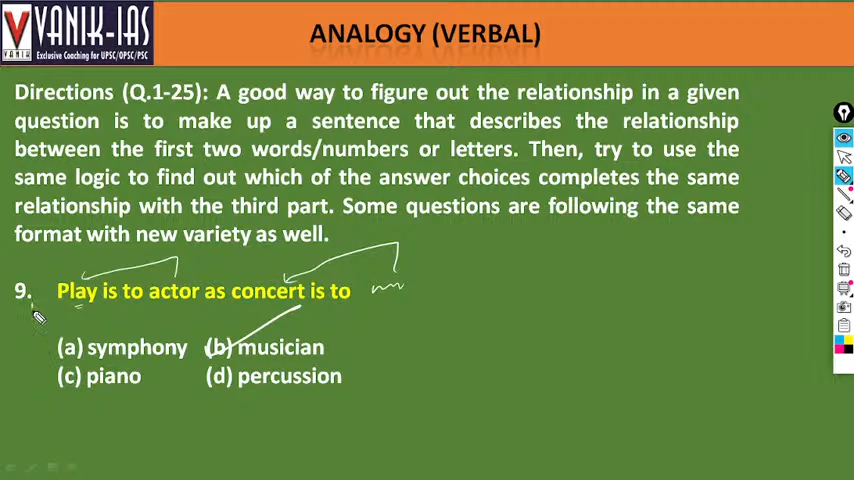 VANIK-IAS
VANIK
Exclusive Coaching for UPSC/OPSC/PSC
ANALOGY (VERBAL)
Directions (Q.1-25): A good way to figure out the relationship in a given
question is to make up a sentence that describes the relationship
between the first two words/numbers or letters. Then, try to use the
same logic to find out which of the answer choices completes the same
relationship with the third part. Some questions are following the same
format with new variety as well.
9. Play is to actor as concert is to
(a) symphony (b) musician
(c) piano (d) percussion